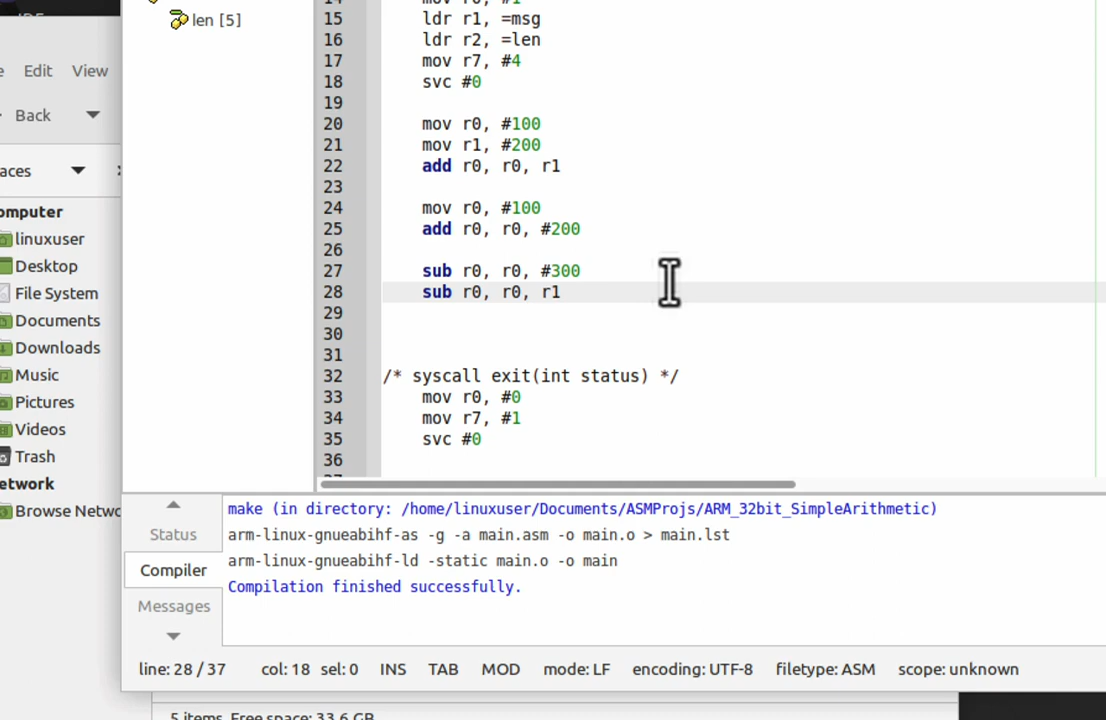 len [5]
Edit View
Back
aces
omputer
linuxuser
Desktop
File System
Documents
Downloads
Music
Pictures
Videos
Trash
etwork
Browse Netwo
15 ldr r1, =msg
16 ldr r2, =len
17 mov r7, #4
18 svc #0
19
20 mov r0, #100
21 mov r1, #200
22 add r0, r0, r1
23
24 mov r0, #100
25 add r0, r0, #200
26
27 sub r0, r0, #300
28 sub r0, r0, r1
29
30
31
32 /* syscall exit(int status) */
33 mov r0, #0
34 mov r7, #1
35 svc #0
36
Status
Compiler
Messages
make (in directory: /home/linuxuser/Documents/ASMProjs/ARM_32bit_SimpleArithmetic)
arm-linux-gnueabihf-as -g -a main.asm -o main.o > main.lst
arm-linux-gnueabihf-ld -static main.o -o main
Compilation finished successfully.
line: 28 / 37 col: 18 sel: 0 INS TAB MOD mode: LF encoding: UTF-8 filetype: ASM scope: unknown
5 items, Free space: 33.6 GB